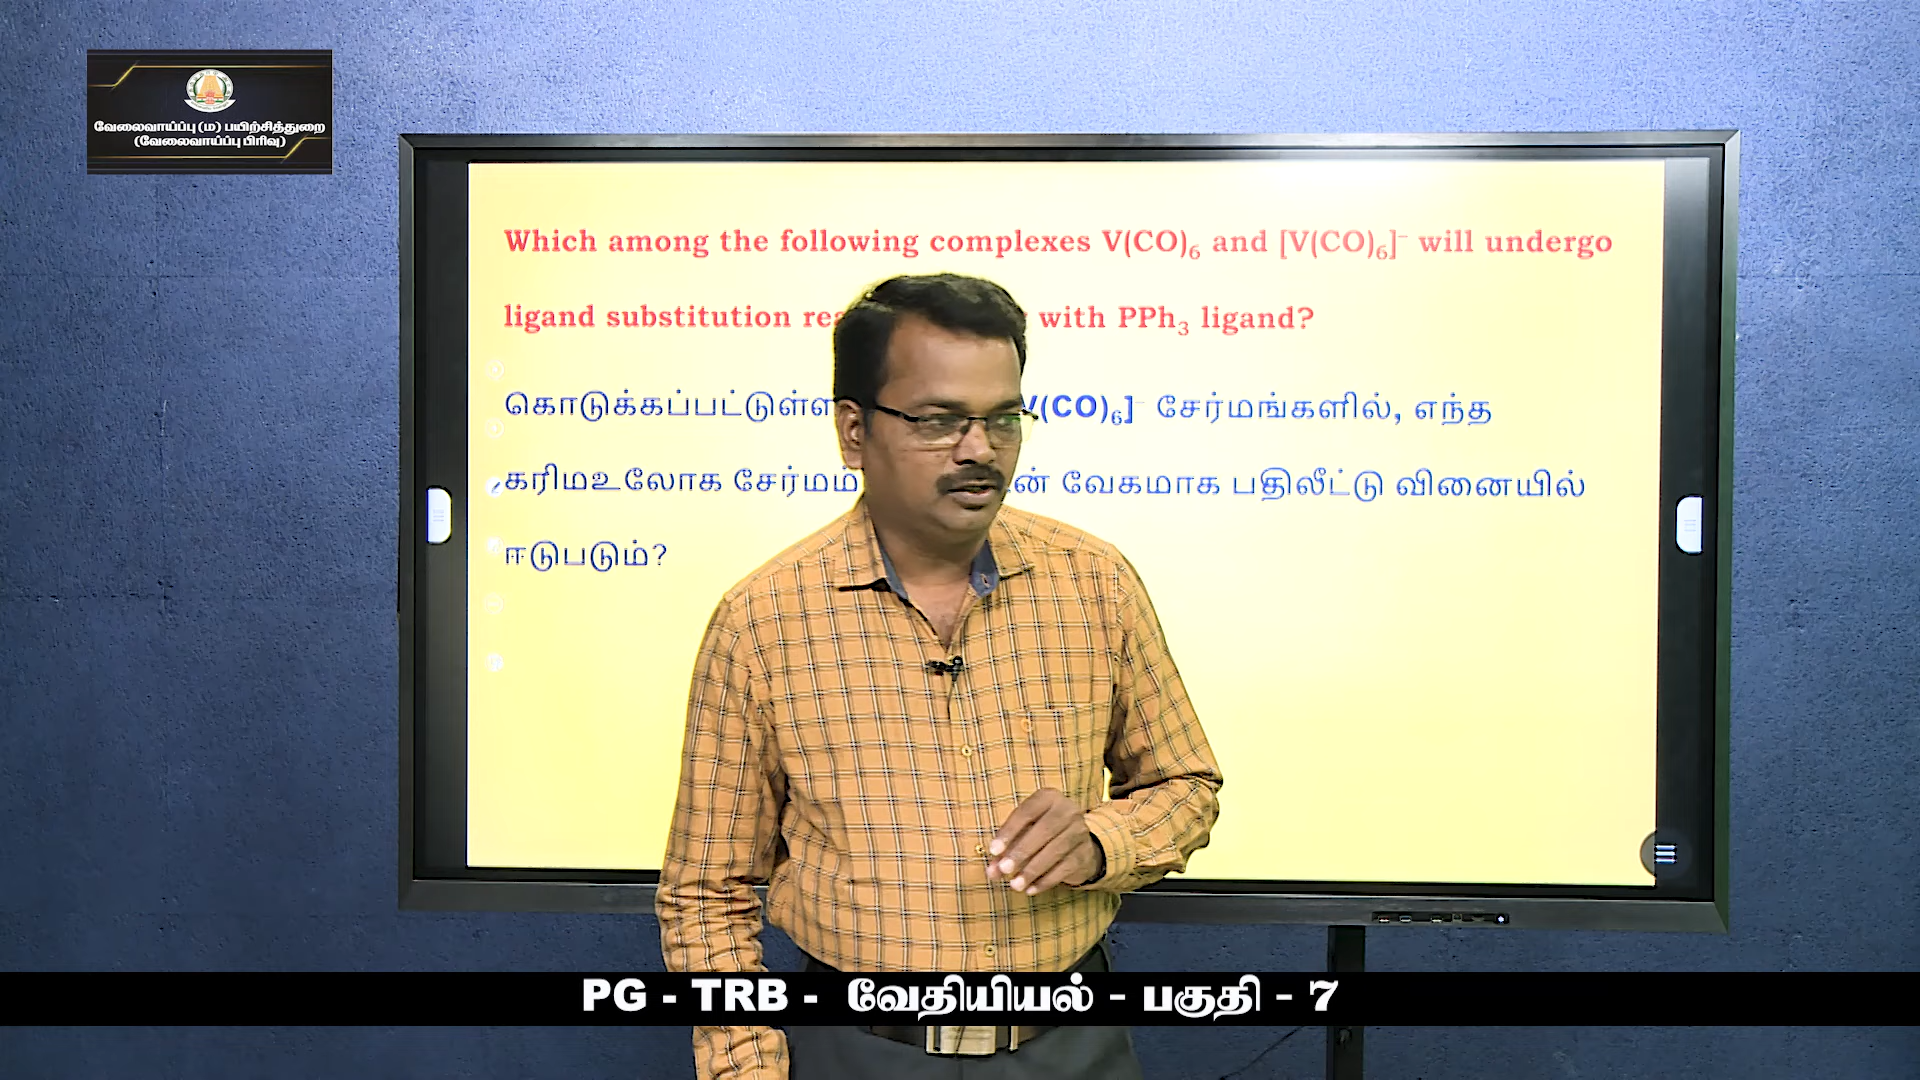 வேலைவாய்ப்பு (ம) பயிற்சித்துறை
(வேலைவாய்ப்பு பிரிவு)
Which among the following complexes V(CO)₆ and [V(CO)₆]⁻ will undergo
ligand substitution with PPh₃ ligand?
கொடுக்கப்பட்டுள்ள V(CO)₆]⁻ சேர்மங்களில், எந்த
கரிமஉலோக சேர்மம் வேகமாக பதிலீட்டு வினையில்
ஈடுபடும்?
PG - TRB - வேதியியல் - பகுதி - 7